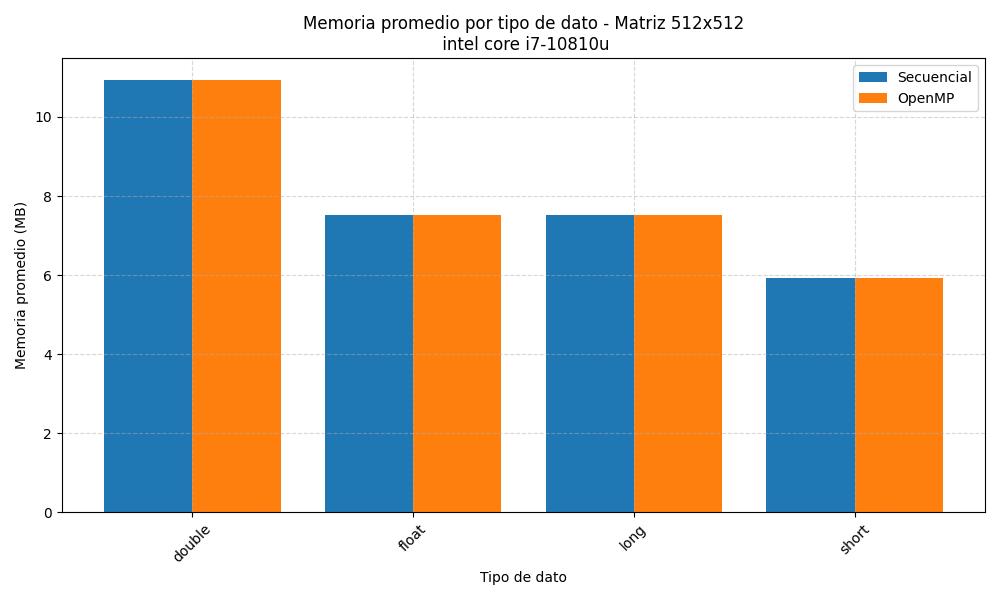 Memoria promedio por tipo de dato - Matriz 512x512
intel core i7-10810u
Secuencial
OpenMP
Memoria promedio (MB)
10
8
6
4
2
0
double
float
long
short
Tipo de dato